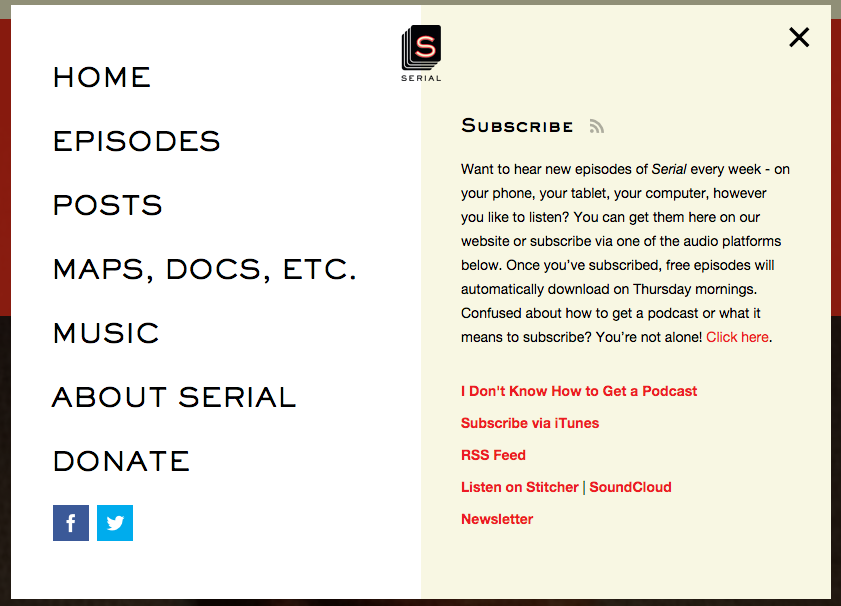 S
SERIAL
HOME
EPISODES
POSTS
MAPS, DOCS, ETC.
MUSIC
ABOUT SERIAL
DONATE
f
SUBSCRIBE
Want to hear new episodes of Serial every week - on
your phone, your tablet, your computer, however
you like to listen? You can get them here on our
website or subscribe via one of the audio platforms
below. Once you've subscribed, free episodes will
automatically download on Thursday mornings.
Confused about how to get a podcast or what it
means to subscribe? You're not alone! Click here.
I Don't Know How to Get a Podcast
Subscribe via iTunes
RSS Feed
Listen on Stitcher | SoundCloud
Newsletter